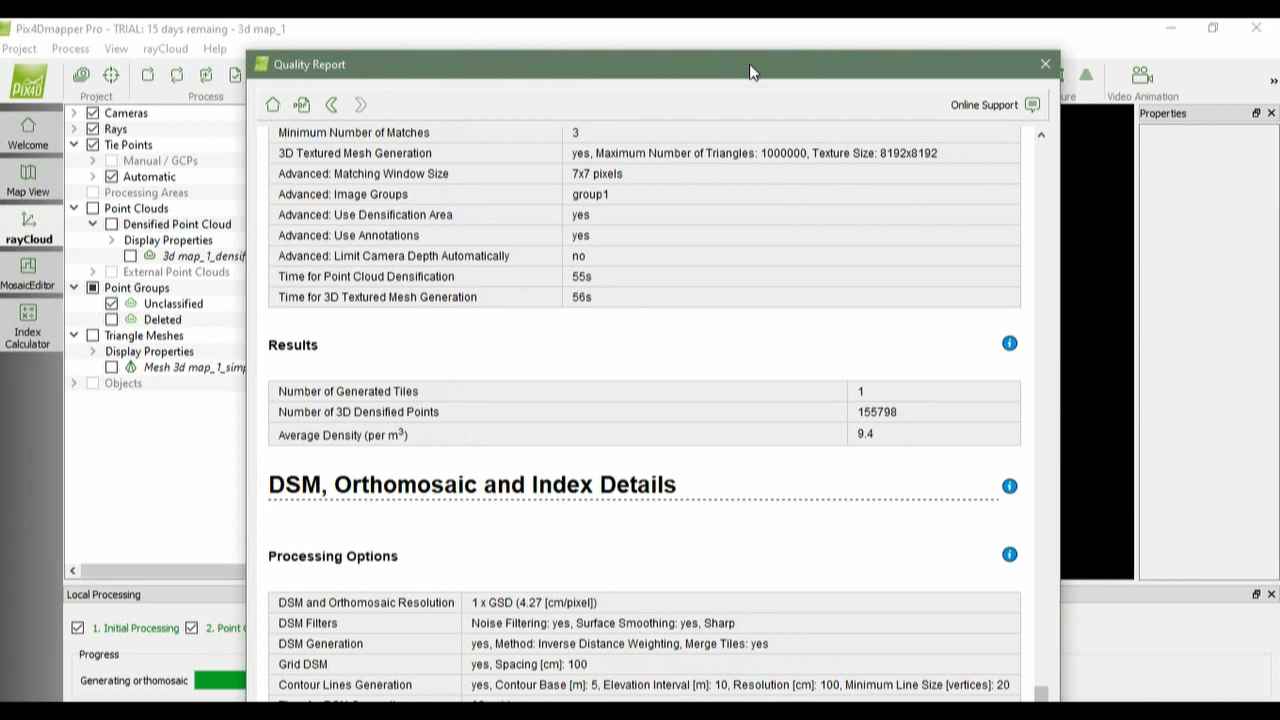 Pix4Dmapper Pro - TRIAL: 15 days remaing - 3d map_1
Project Process View rayCloud Help
Quality Report
PIX4D
Project
Process
Video Animation
Online Support
Welcome
Map View
rayCloud
MosaicEditor
Index
Calculator
Cameras
Rays
Tie Points
Manual / GCPs
Automatic
Processing Areas
Point Clouds
Densified Point Cloud
Display Properties
3d map_1_densif
External Point Clouds
Point Groups
Unclassified
Deleted
Triangle Meshes
Display Properties
Mesh 3d map_1_simp
Objects
Minimum Number of Matches 3
3D Textured Mesh Generation yes, Maximum Number of Triangles: 1000000, Texture Size: 8192x8192
Advanced: Matching Window Size 7x7 pixels
Advanced: Image Groups group1
Advanced: Use Densification Area yes
Advanced: Use Annotations yes
Advanced: Limit Camera Depth Automatically no
Time for Point Cloud Densification 55s
Time for 3D Textured Mesh Generation 56s
Results
Number of Generated Tiles 1
Number of 3D Densified Points 155798
Average Density (per m³) 9.4
DSM, Orthomosaic and Index Details
Processing Options
DSM and Orthomosaic Resolution 1 x GSD (4.27 [cm/pixel])
DSM Filters Noise Filtering: yes, Surface Smoothing: yes, Sharp
DSM Generation yes, Method: Inverse Distance Weighting, Merge Tiles: yes
Grid DSM yes, Spacing [cm]: 100
Contour Lines Generation yes, Contour Base [m]: 5, Elevation Interval [m]: 10, Resolution [cm]: 100, Minimum Line Size [vertices]: 20
Properties
Local Processing
1. Initial Processing 2. Point
Progress
Generating orthomosaic